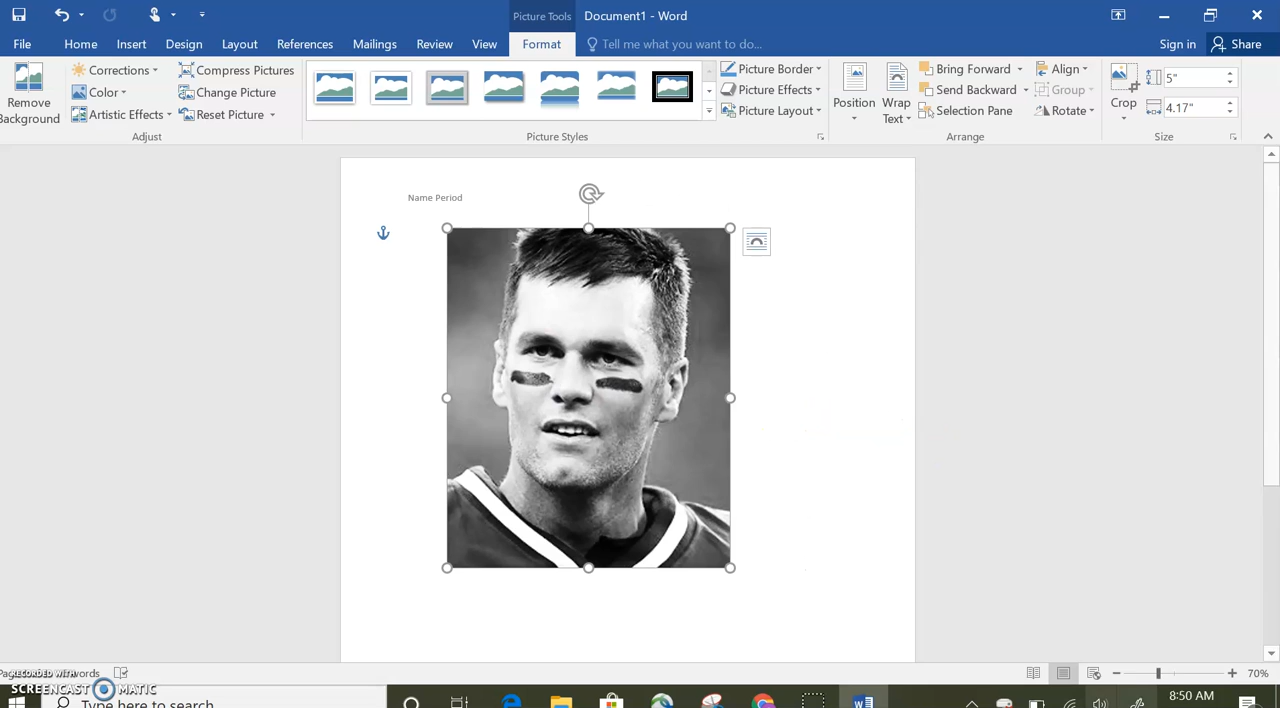 Picture Tools Document1 - Word
File Home Insert Design Layout References Mailings Review View Format Tell me what you want to do... Sign in Share
Remove Background
Corrections
Color
Artistic Effects
Compress Pictures
Change Picture
Reset Picture
Adjust
Picture Border
Picture Effects
Picture Layout
Picture Styles
Position
Wrap Text
Bring Forward
Send Backward
Selection Pane
Align
Group
Rotate
Arrange
Crop
5"
4.17"
Size
Name Period
words
70%
RECORDED WITH
SCREENCAST MATIC
Type here to search
8:50 AM